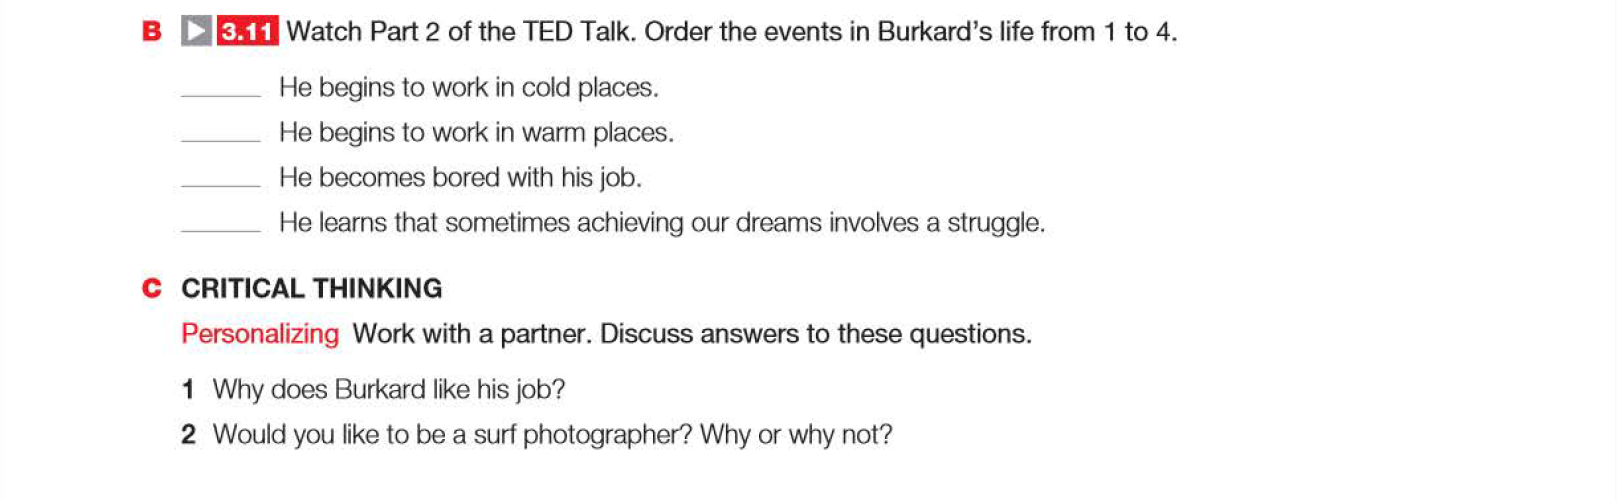 B 3.11 Watch Part 2 of the TED Talk. Order the events in Burkard's life from 1 to 4.
______ He begins to work in cold places.
______ He begins to work in warm places.
______ He becomes bored with his job.
______ He learns that sometimes achieving our dreams involves a struggle.
C CRITICAL THINKING
Personalizing Work with a partner. Discuss answers to these questions.
1 Why does Burkard like his job?
2 Would you like to be a surf photographer? Why or why not?